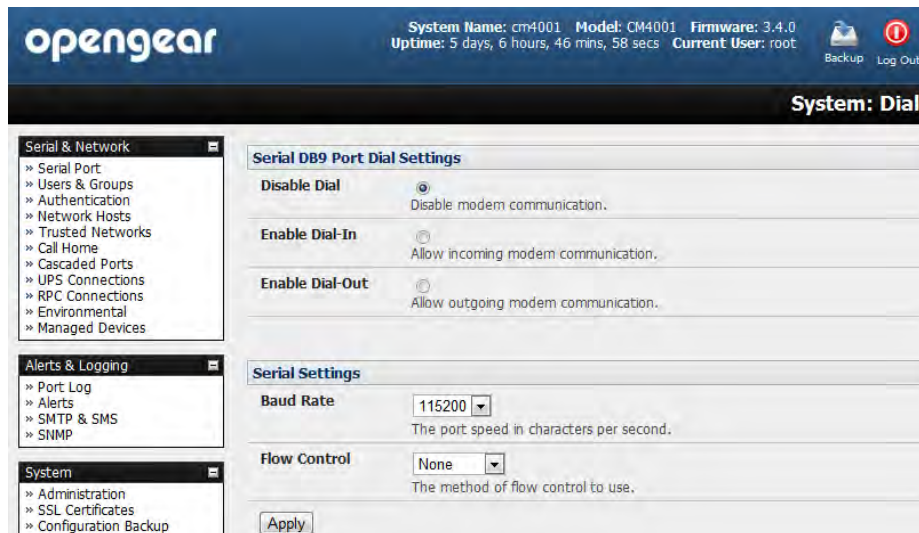 opengear
System Name: cm4001 Model: CM4001 Firmware: 3.4.0
Uptime: 5 days, 6 hours, 46 mins, 58 secs Current User: root
Backup
Log Out
System: Dial
Serial & Network
» Serial Port
» Users & Groups
» Authentication
» Network Hosts
» Trusted Networks
» Call Home
» Cascaded Ports
» UPS Connections
» RPC Connections
» Environmental
» Managed Devices
Alerts & Logging
» Port Log
» Alerts
» SMTP & SMS
» SNMP
System
» Administration
» SSL Certificates
» Configuration Backup
Serial DB9 Port Dial Settings
Disable Dial
Disable modem communication.
Enable Dial-In
Allow incoming modem communication.
Enable Dial-Out
Allow outgoing modem communication.
Serial Settings
Baud Rate
115200
The port speed in characters per second.
Flow Control
None
The method of flow control to use.
Apply